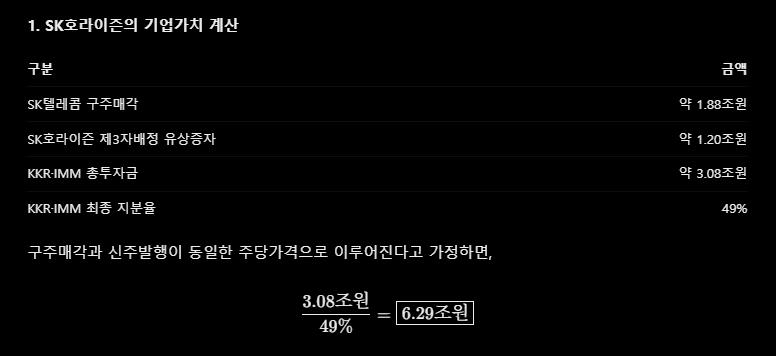 1. SK호라이즌의 기업가치 계산
구분 금액
SK텔레콤 구주매각 약 1.88조원
SK호라이즌 제3자배정 유상증자 약 1.20조원
KKR·IMM 총투자금 약 3.08조원
KKR·IMM 최종 지분율 49%
구주매각과 신주발행이 동일한 주당가격으로 이루어진다고 가정하면,
3.08조원
49%
= 6.29조원